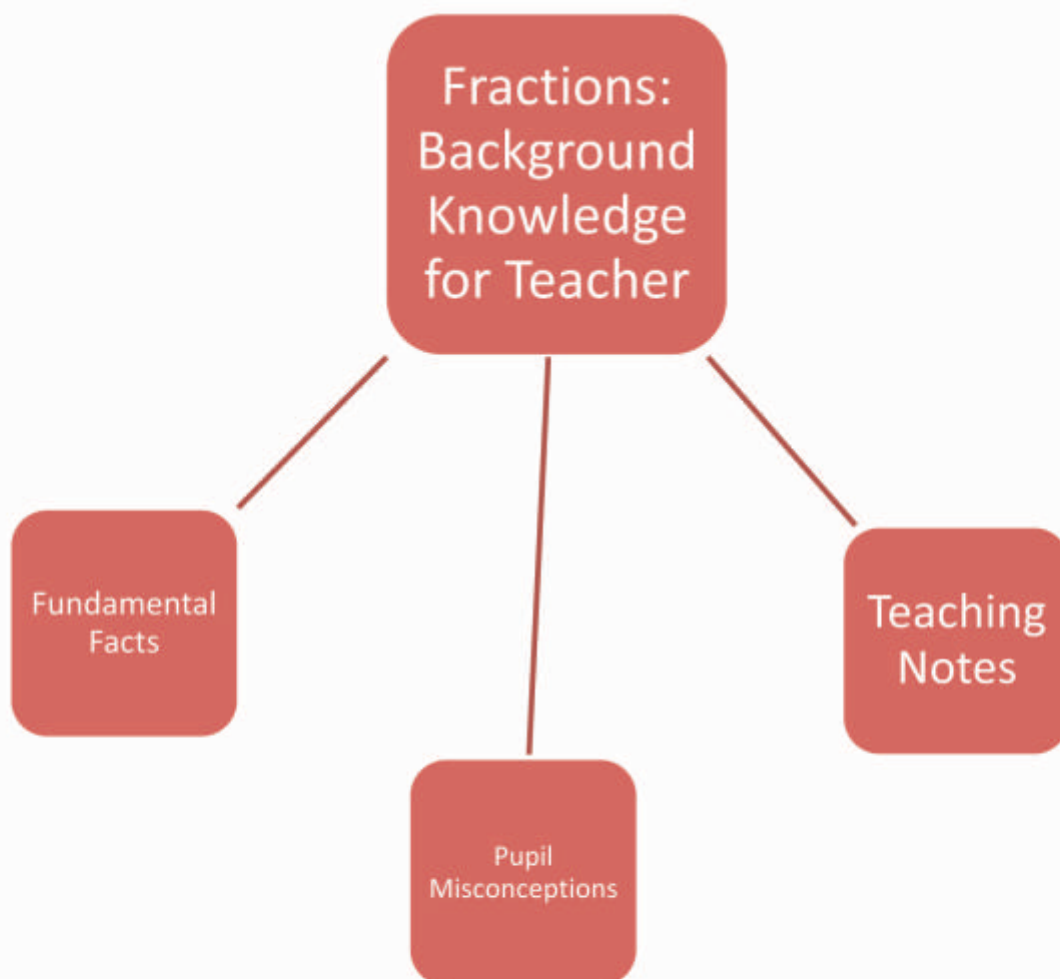 Fractions:
Background
Knowledge
for Teacher
Fundamental
Facts
Teaching
Notes
Pupil
Misconceptions